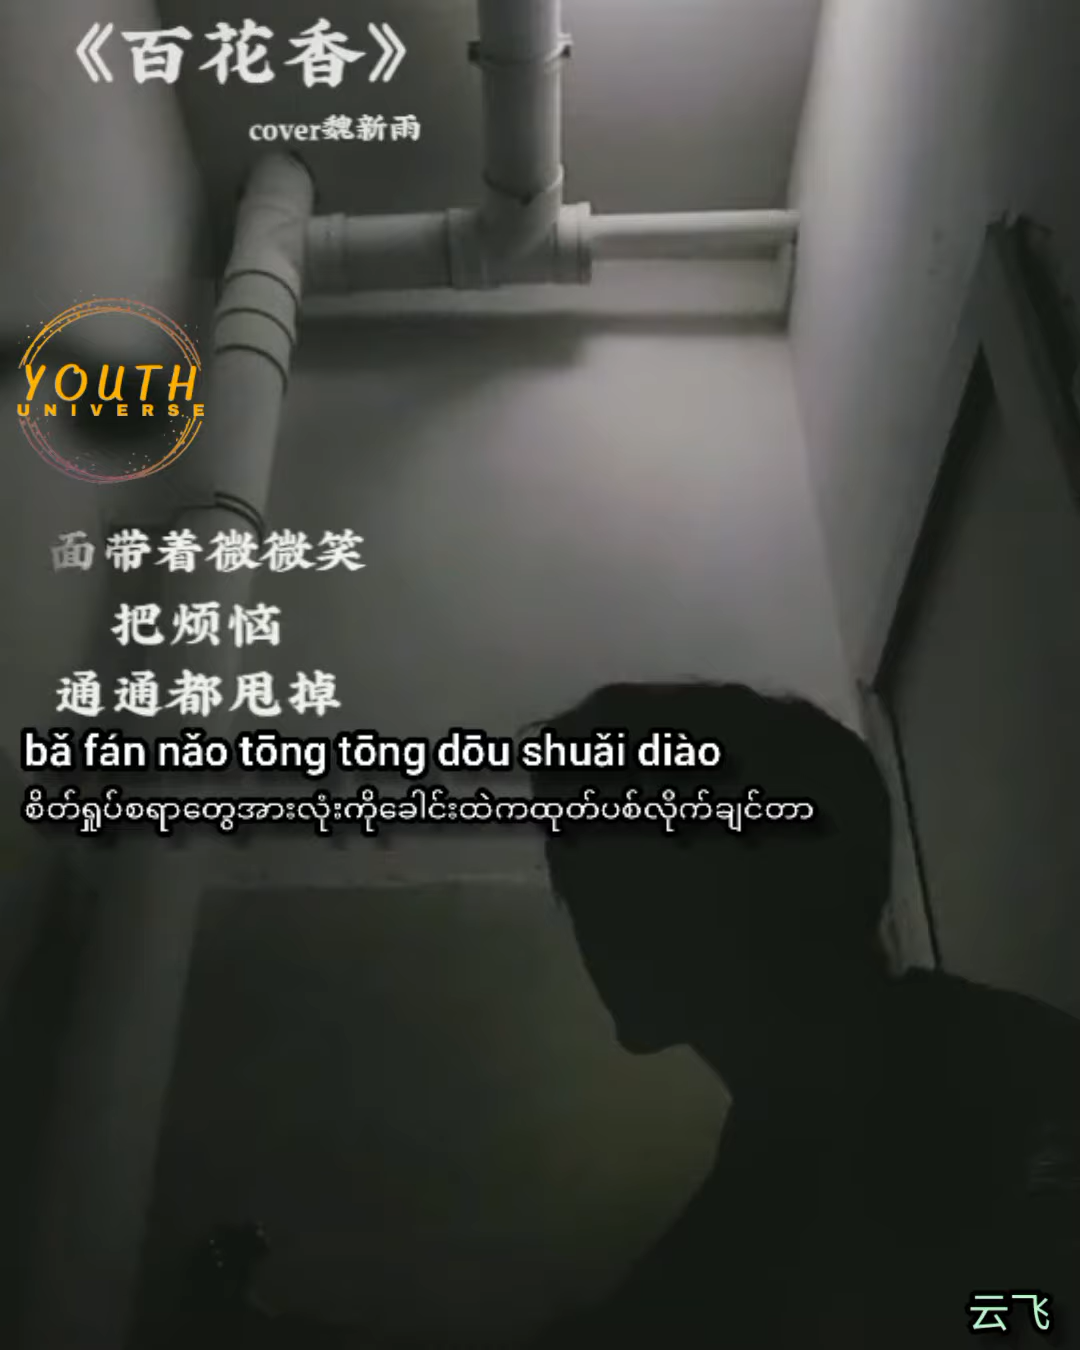 《百花香》
cover魏新雨
YOUTH
UNIVERSE
面带着微微笑
把烦恼
通通都甩掉
bǎ fán nǎo tōng tōng dōu shuǎi diào
စိတ်ရှုပ်စရာတွေအားလုံးကိုခေါင်းထဲကထုတ်ပစ်လိုက်ချင်တာ
云飞